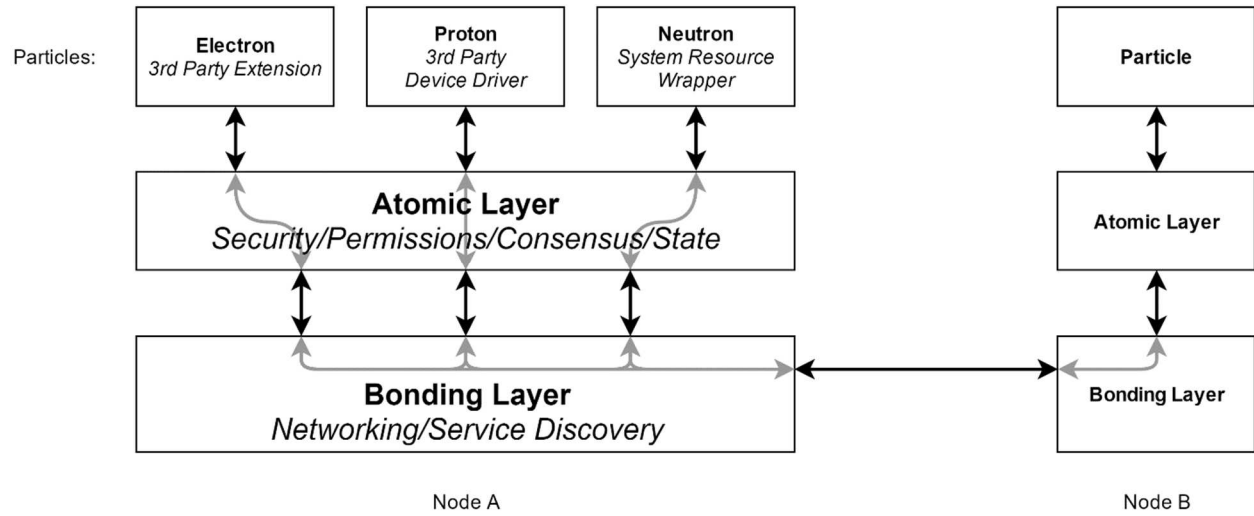 Particles:
Electron
3rd Party Extension
Proton
3rd Party
Device Driver
Neutron
System Resource
Wrapper
Particle
Atomic Layer
Security/Permissions/Consensus/State
Atomic Layer
Bonding Layer
Networking/Service Discovery
Bonding Layer
Node A
Node B